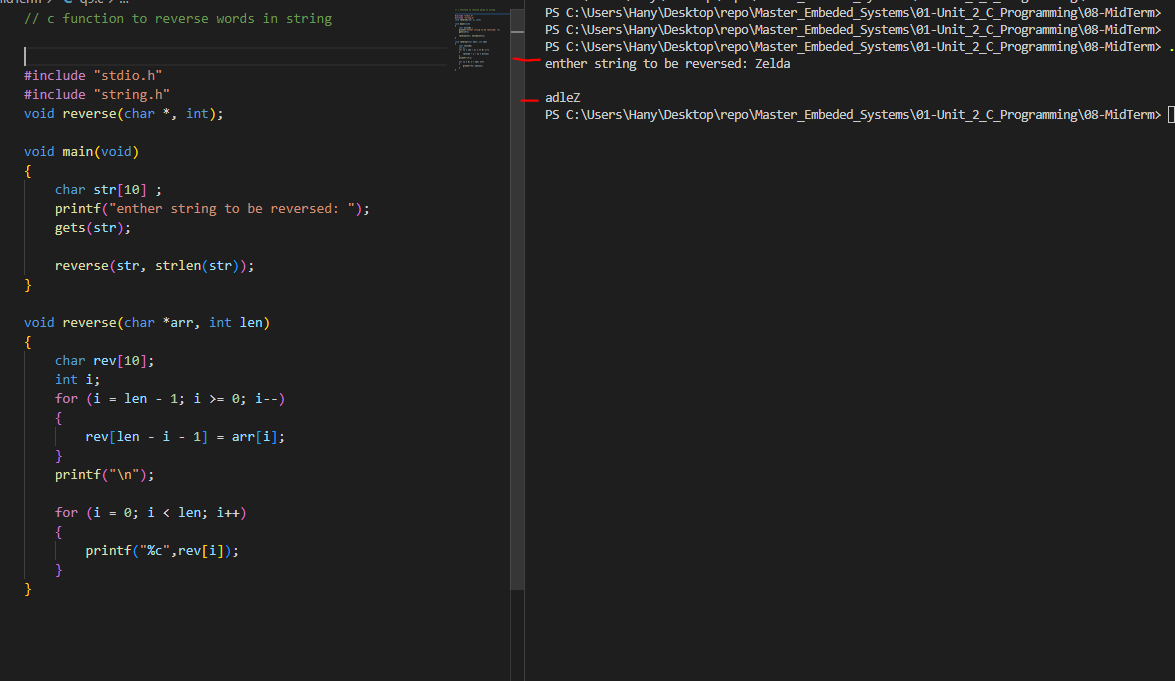 // c function to reverse words in string
#include "stdio.h"
#include "string.h"
void reverse(char *, int);
void main(void)
{
    char str[10] ;
    printf("enther string to be reversed: ");
    gets(str);
    reverse(str, strlen(str));
}
void reverse(char *arr, int len)
{
    char rev[10];
    int i;
    for (i = len - 1; i >= 0; i--)
    {
        rev[len - i - 1] = arr[i];
    }
    printf("\n");
    for (i = 0; i < len; i++)
    {
        printf("%c",rev[i]);
    }
}
PS C:\Users\Hany\Desktop\repo\Master_Embeded_Systems\01-Unit_2_C_Programming\08-MidTerm>
PS C:\Users\Hany\Desktop\repo\Master_Embeded_Systems\01-Unit_2_C_Programming\08-MidTerm>
PS C:\Users\Hany\Desktop\repo\Master_Embeded_Systems\01-Unit_2_C_Programming\08-MidTerm> .
enther string to be reversed: Zelda
adleZ
PS C:\Users\Hany\Desktop\repo\Master_Embeded_Systems\01-Unit_2_C_Programming\08-MidTerm>